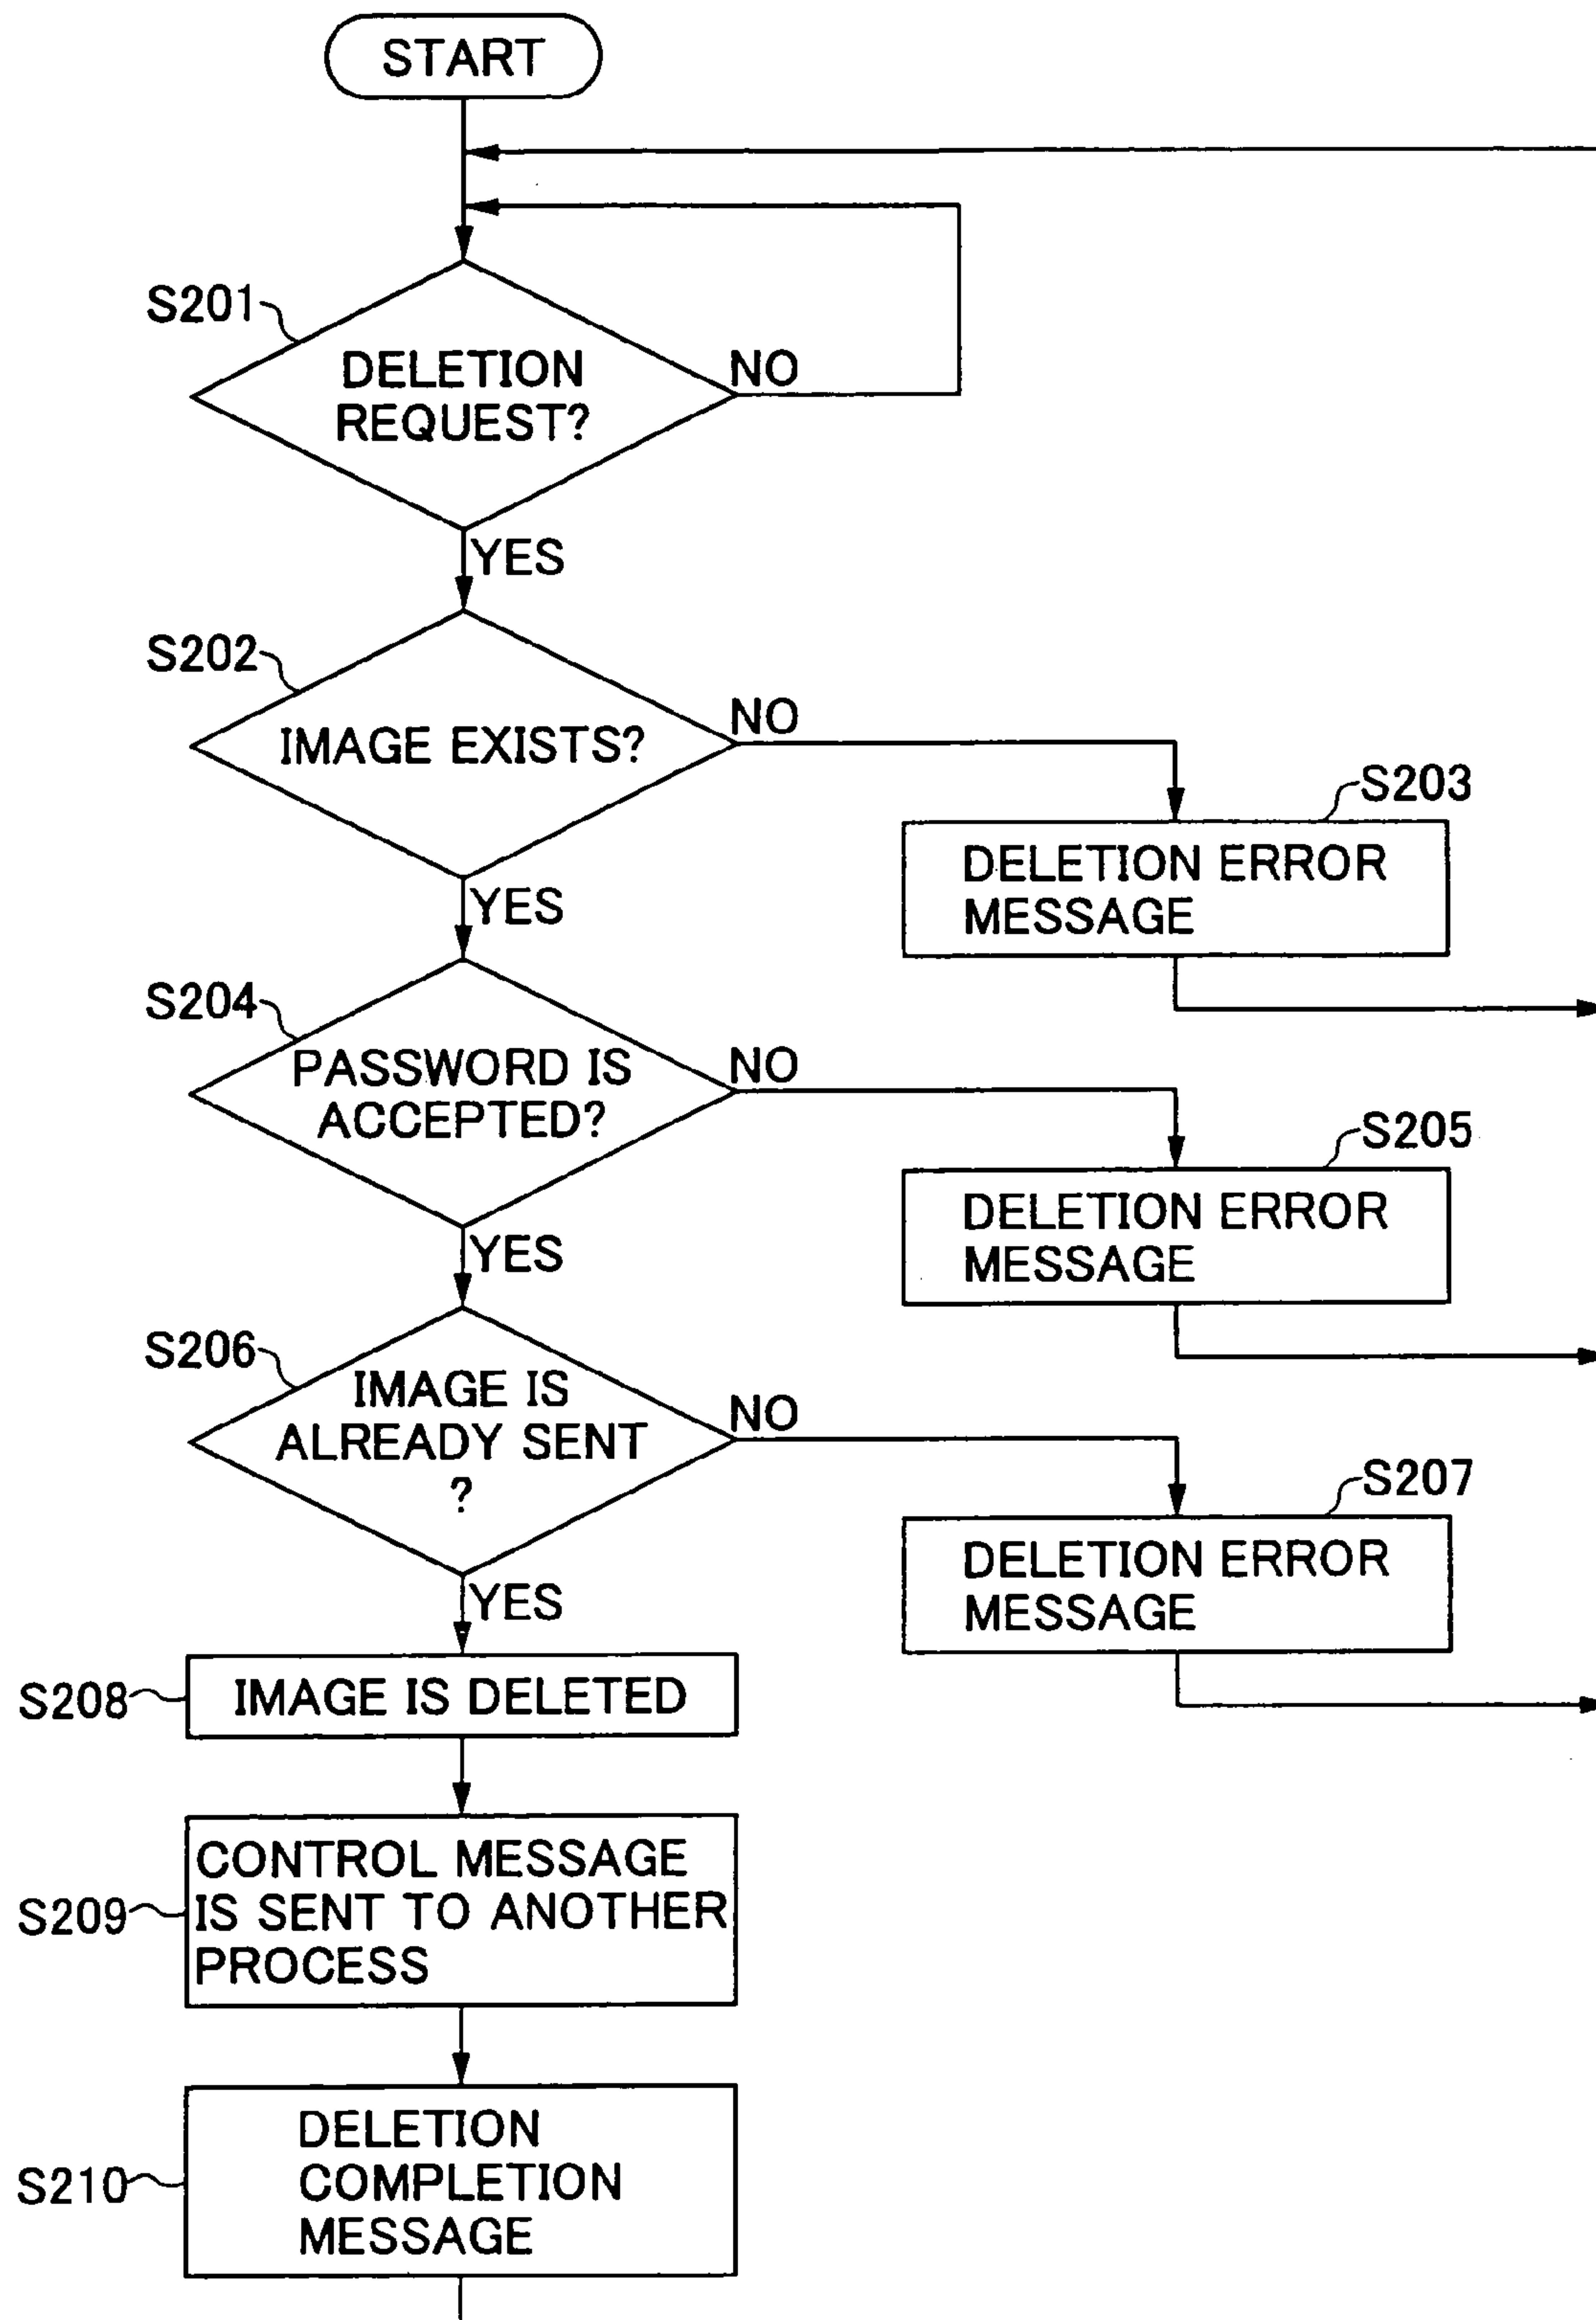 START
S201
DELETION
REQUEST?
NO
YES
S202
IMAGE EXISTS?
NO
S203
DELETION ERROR
MESSAGE
YES
S204
PASSWORD IS
ACCEPTED?
NO
S205
DELETION ERROR
MESSAGE
YES
S206
IMAGE IS
ALREADY SENT
?
NO
S207
DELETION ERROR
MESSAGE
YES
S208
IMAGE IS DELETED
S209
CONTROL MESSAGE
IS SENT TO ANOTHER
PROCESS
S210
DELETION
COMPLETION
MESSAGE